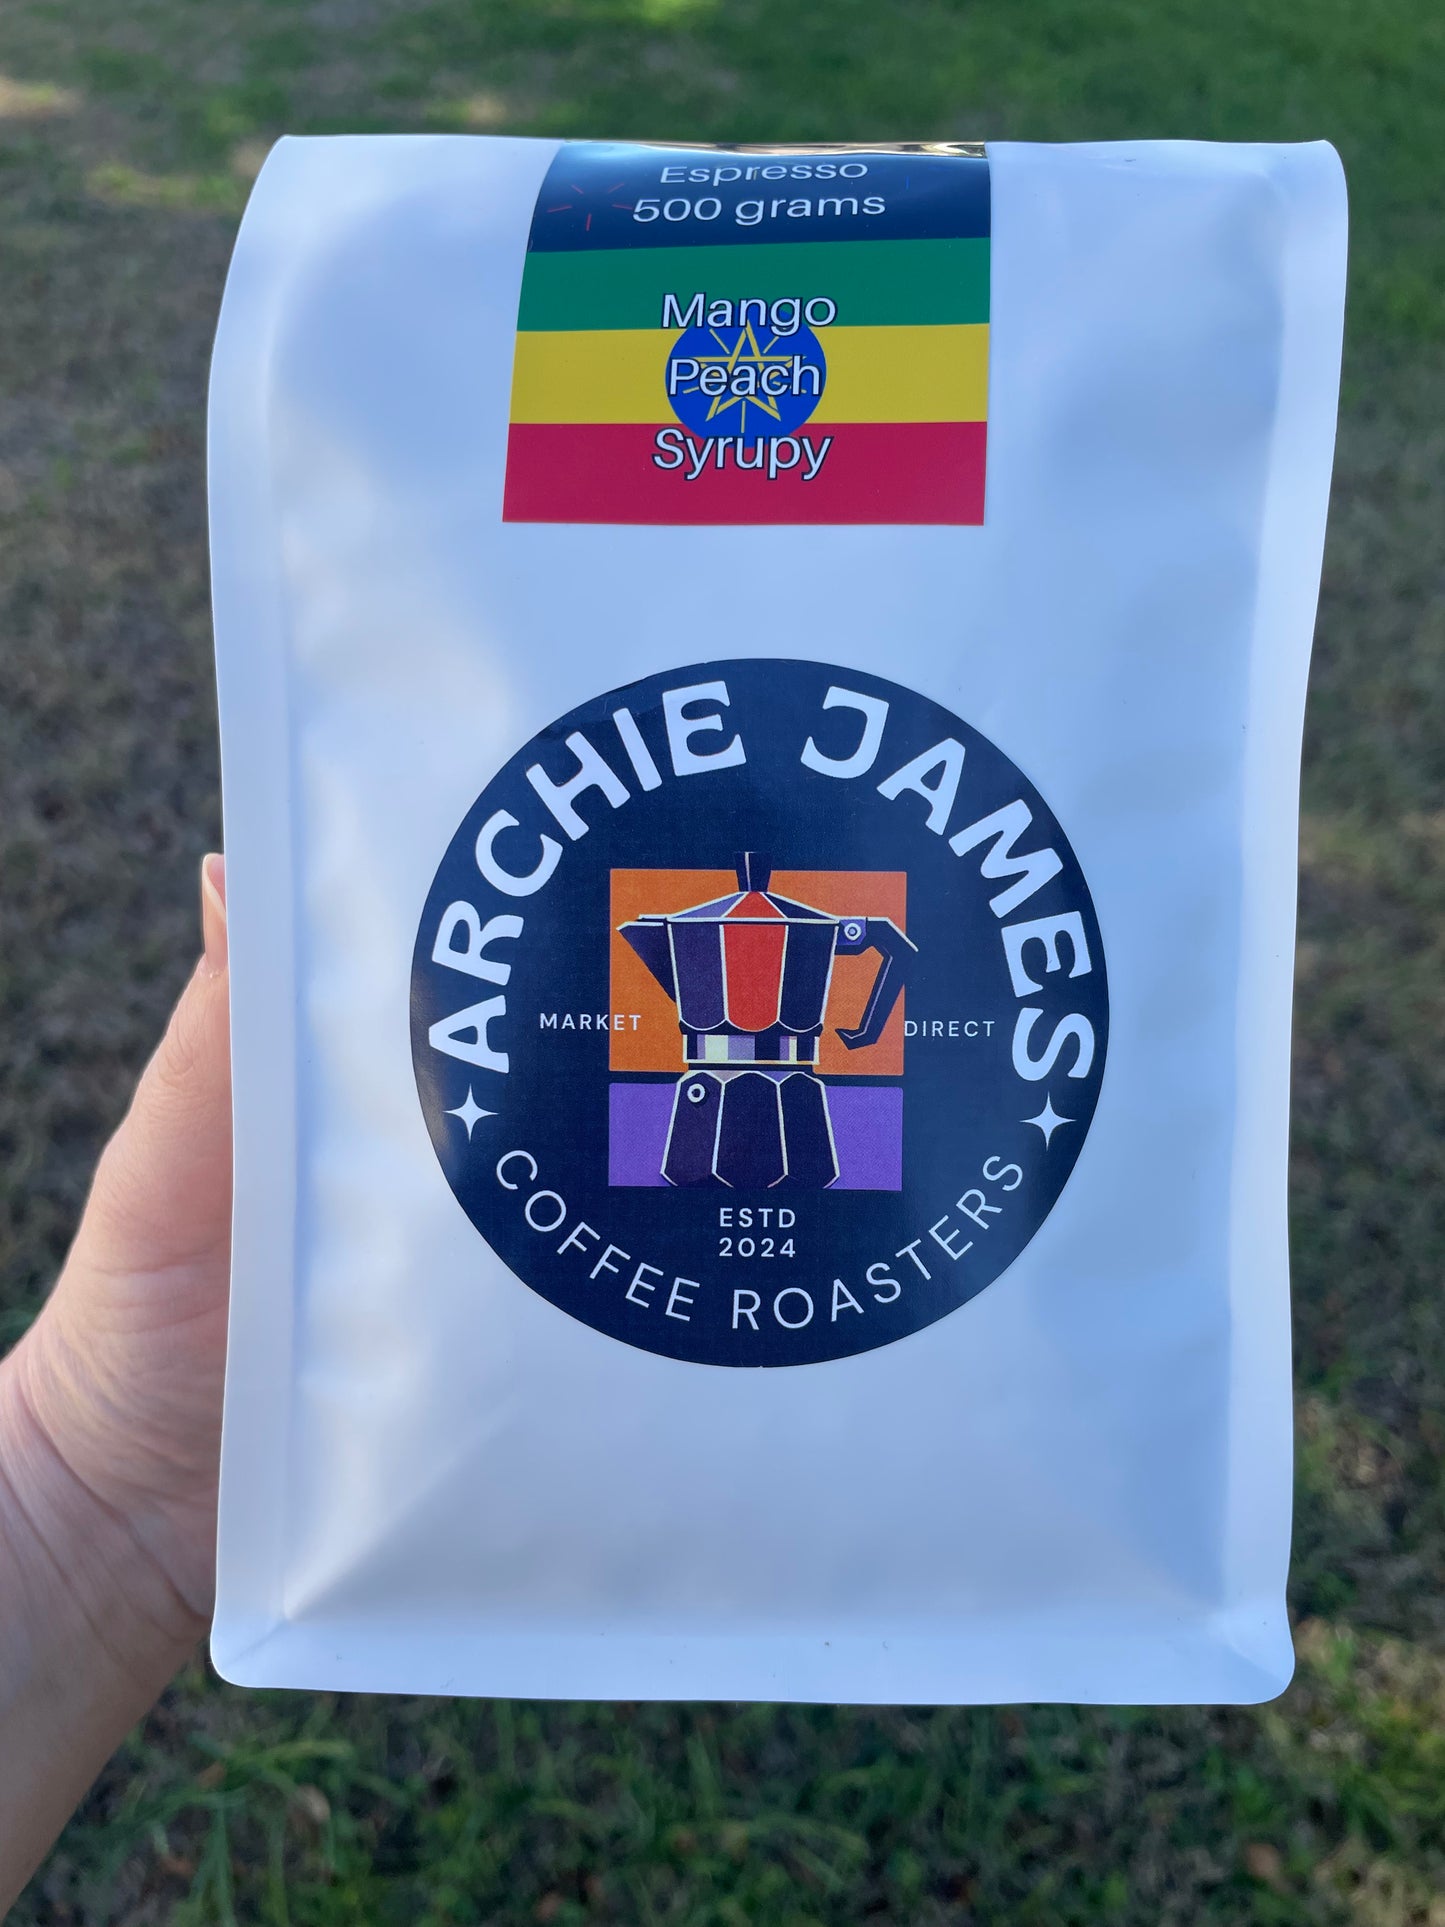 Espresso
500 grams
Mango
Peach
Syrupy
ARCHIE JAMES
MARKET DIRECT
ESTD
2024
COFFEE ROASTERS